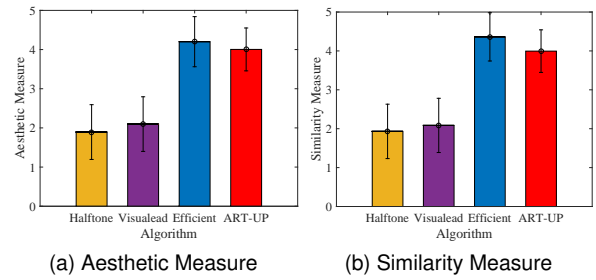 5
4
3
2
1
0
Aesthetic Measure
Halftone Visualead Efficient ART-UP
Algorithm
(a) Aesthetic Measure
5
4
3
2
1
0
Similarity Measure
Halftone Visualead Efficient ART-UP
Algorithm
(b) Similarity Measure